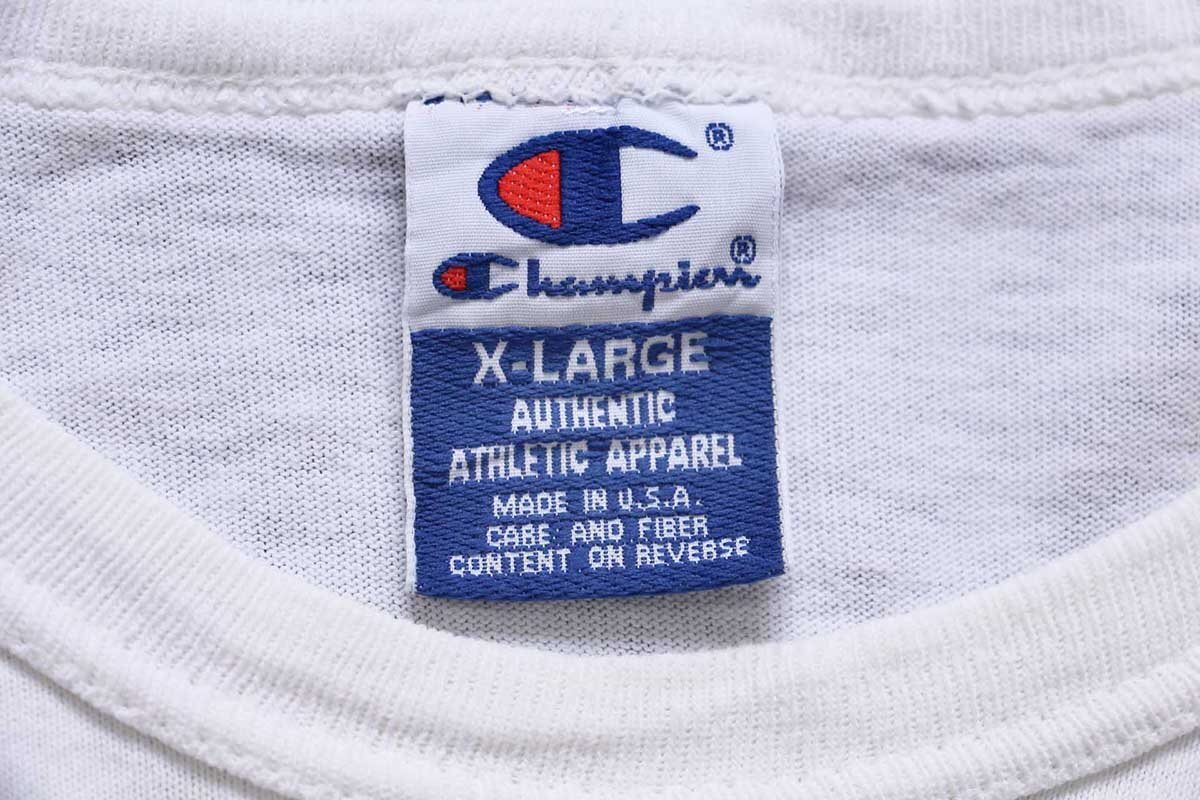 ®
Champion®
X-LARGE
AUTHENTIC
ATHLETIC APPAREL
MADE IN U.S.A.
CARE AND FIBER
CONTENT ON REVERSE